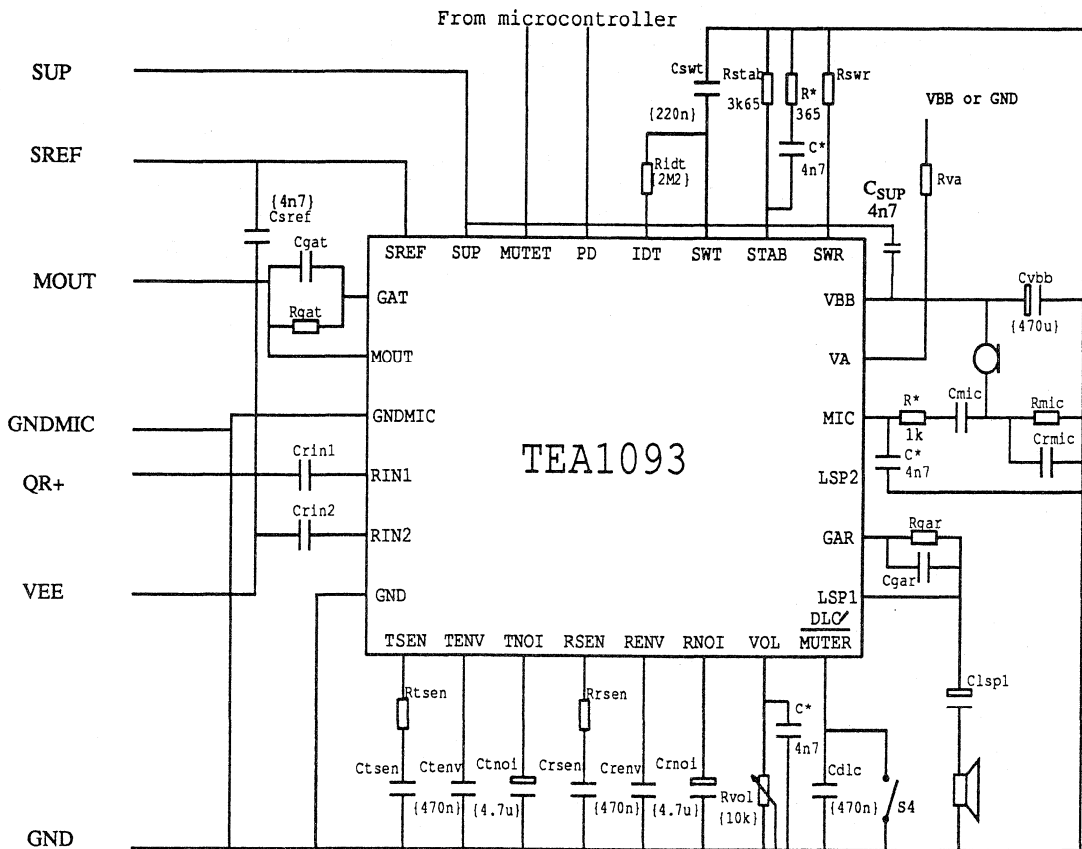 From microcontroller
SUP
SREF
MOUT
GNDMIC
QR+
VEE
GND
Cswt
{220n}
Rstab
3k65
R*
365
Rswr
C*
4n7
Ridt
{2M2}
VBB or GND
Rva
CSUP
4n7
{4n7}
Csref
Cgat
Rgat
SREF
SUP
MUTET
PD
IDT
SWT
STAB
SWR
GAT
MOUT
GNDMIC
RIN1
RIN2
GND
Crin1
Crin2
TEA1093
VBB
VA
MIC
LSP2
GAR
LSP1
Cvbb
{470u}
R*
1k
Cmic
Rmic
Crmic
C*
4n7
Rgar
Cgar
TSEN
TENV
TNOI
RSEN
RENV
RNOI
VOL
DLC/
MUTER
Rtsen
Rrsen
Ctsen
Ctenv
{470n}
Ctnoi
{4.7u}
Crsen
Crenv
{470n}
Crnoi
{4.7u}
Rvol
{10k}
C*
4n7
Cdlc
{470n}
S4
Clsp1